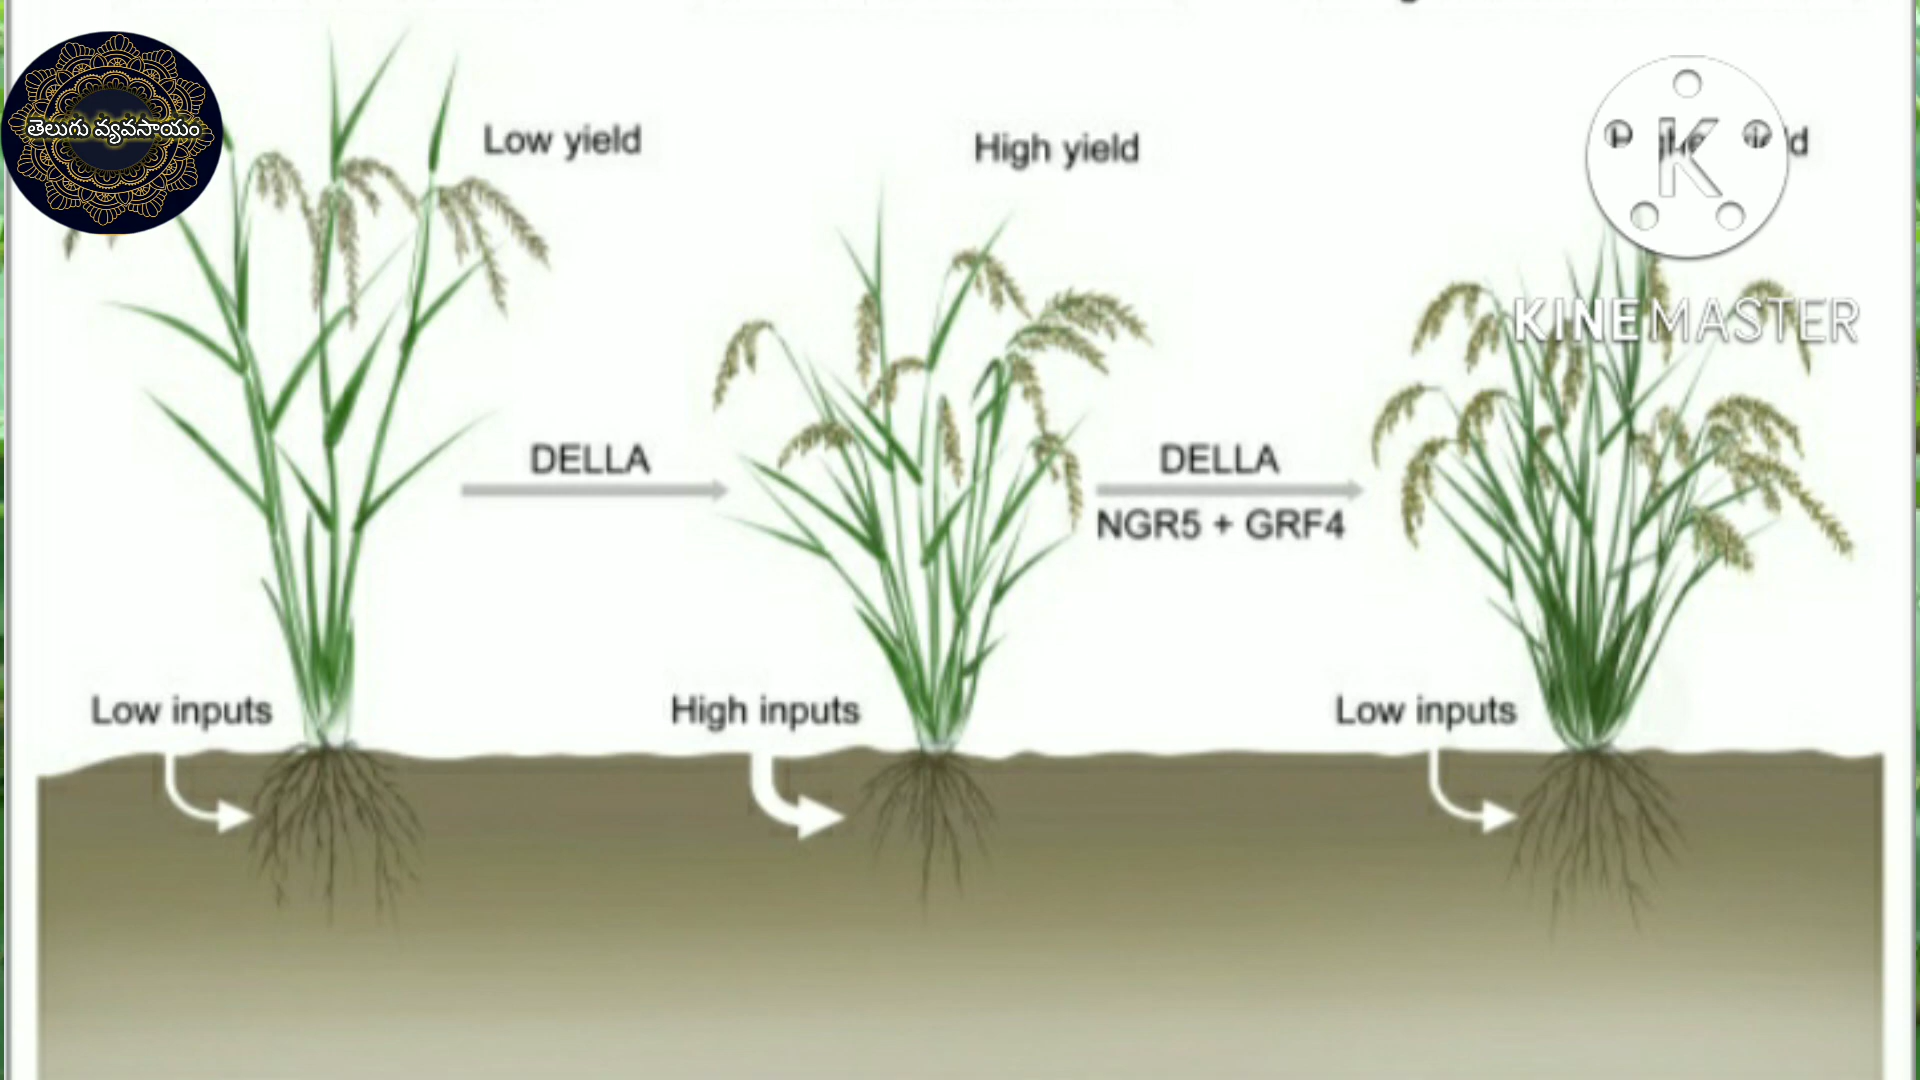 తెలుగు వ్యవసాయం
Low yield
High yield
KINEMASTER
DELLA
DELLA
NGR5 + GRF4
Low inputs
High inputs
Low inputs